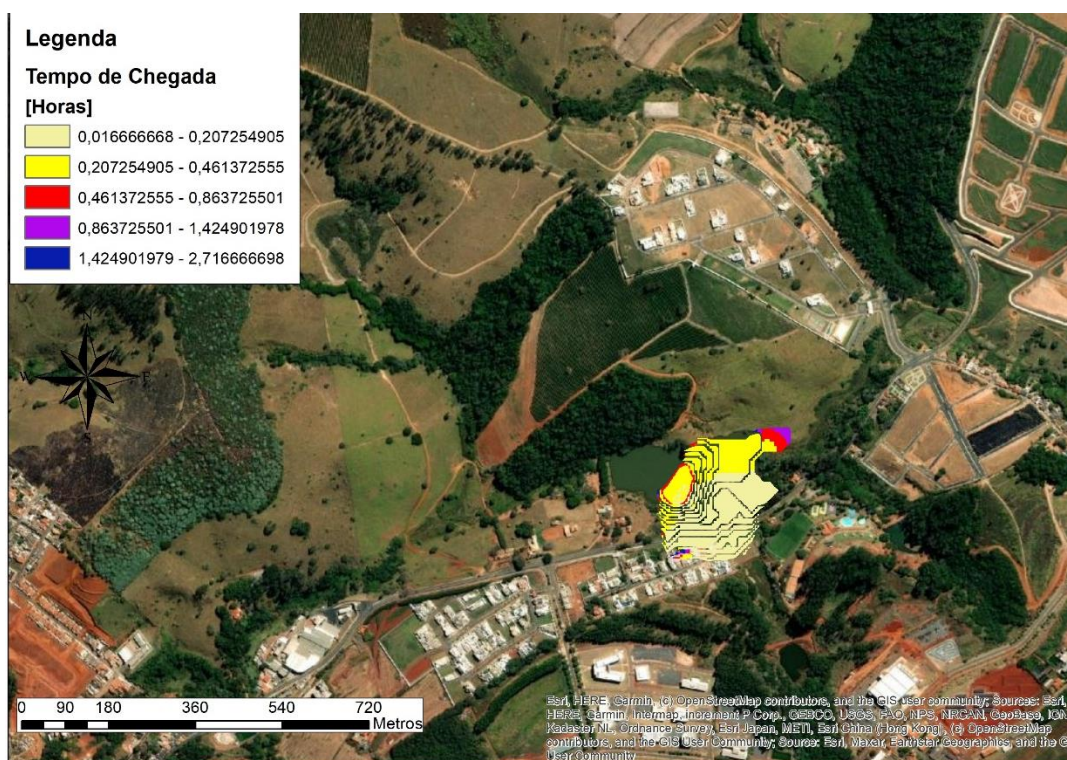 Legenda
Tempo de Chegada
[Horas]
0,016666668 - 0,207254905
0,207254905 - 0,461372555
0,461372555 - 0,863725501
0,863725501 - 1,424901978
1,424901979 - 2,716666698
N
W E
S
0 90 180 360 540 720
Metros
Esri, HERE, Garmin, (c) OpenStreetMap contributors, and the GIS user community; Sources: Esri,
HERE, Garmin, Intermap, increment P Corp., GEBCO, USGS, FAO, NPS, NRCAN, GeoBase, IGN,
Kadaster NL, Ordnance Survey, Esri Japan, METI, Esri China (Hong Kong), (c) OpenStreetMap
contributors, and the GIS User Community; Source: Esri, Maxar, Earthstar Geographics, and the G
User Community